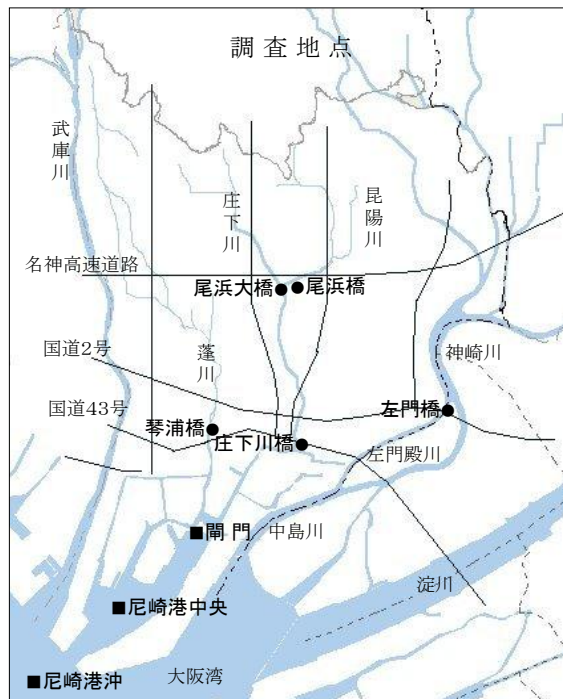 調査地点
武庫川
庄下川
昆陽川
名神高速道路
尾浜大橋
尾浜橋
国道2号
蓬川
神崎川
国道43号
左門橋
琴浦橋
庄下川橋
左門殿川
■閘門
中島川
淀川
■尼崎港中央
■尼崎港沖
大阪湾